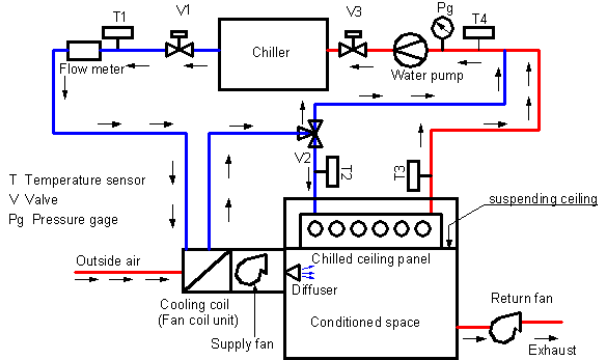 T1
V1
V3
Pg
T4
Chiller
Flow meter
Water pump
V2
T2
T3
T Temperature sensor
V Valve
Pg Pressure gage
suspending ceiling
Outside air
Chilled ceiling panel
Diffuser
Cooling coil
(Fan coil unit)
Supply fan
Conditioned space
Return fan
Exhaust